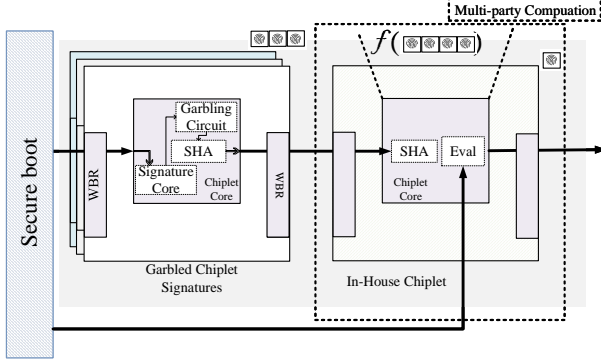 Multi-party Compuation
f( )
Secure boot
WBR
Garbling
Circuit
SHA
Signature
Core
Chiplet
Core
WBR
Garbled Chiplet
Signatures
SHA
Eval
Chiplet
Core
In-House Chiplet